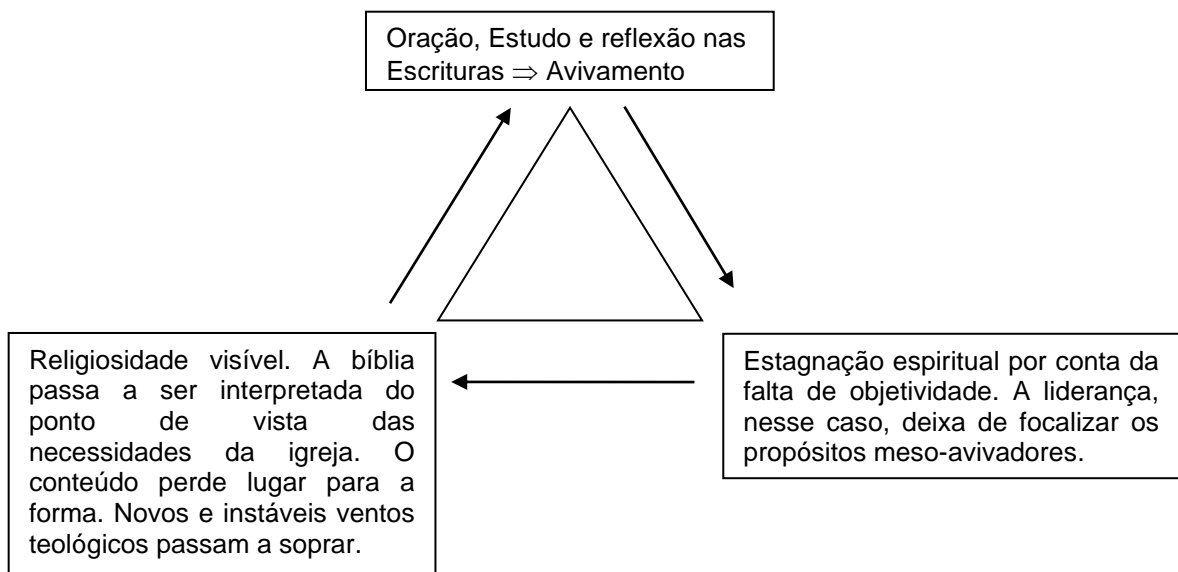 Oração, Estudo e reflexão nas
Escrituras ⇒ Avivamento
Religiosidade visível. A bíblia
passa a ser interpretada do
ponto de vista das
necessidades da igreja. O
conteúdo perde lugar para a
forma. Novos e instáveis ventos
teológicos passam a soprar.
Estagnação espiritual por conta da
falta de objetividade. A liderança,
nesse caso, deixa de focalizar os
propósitos meso-avivadores.